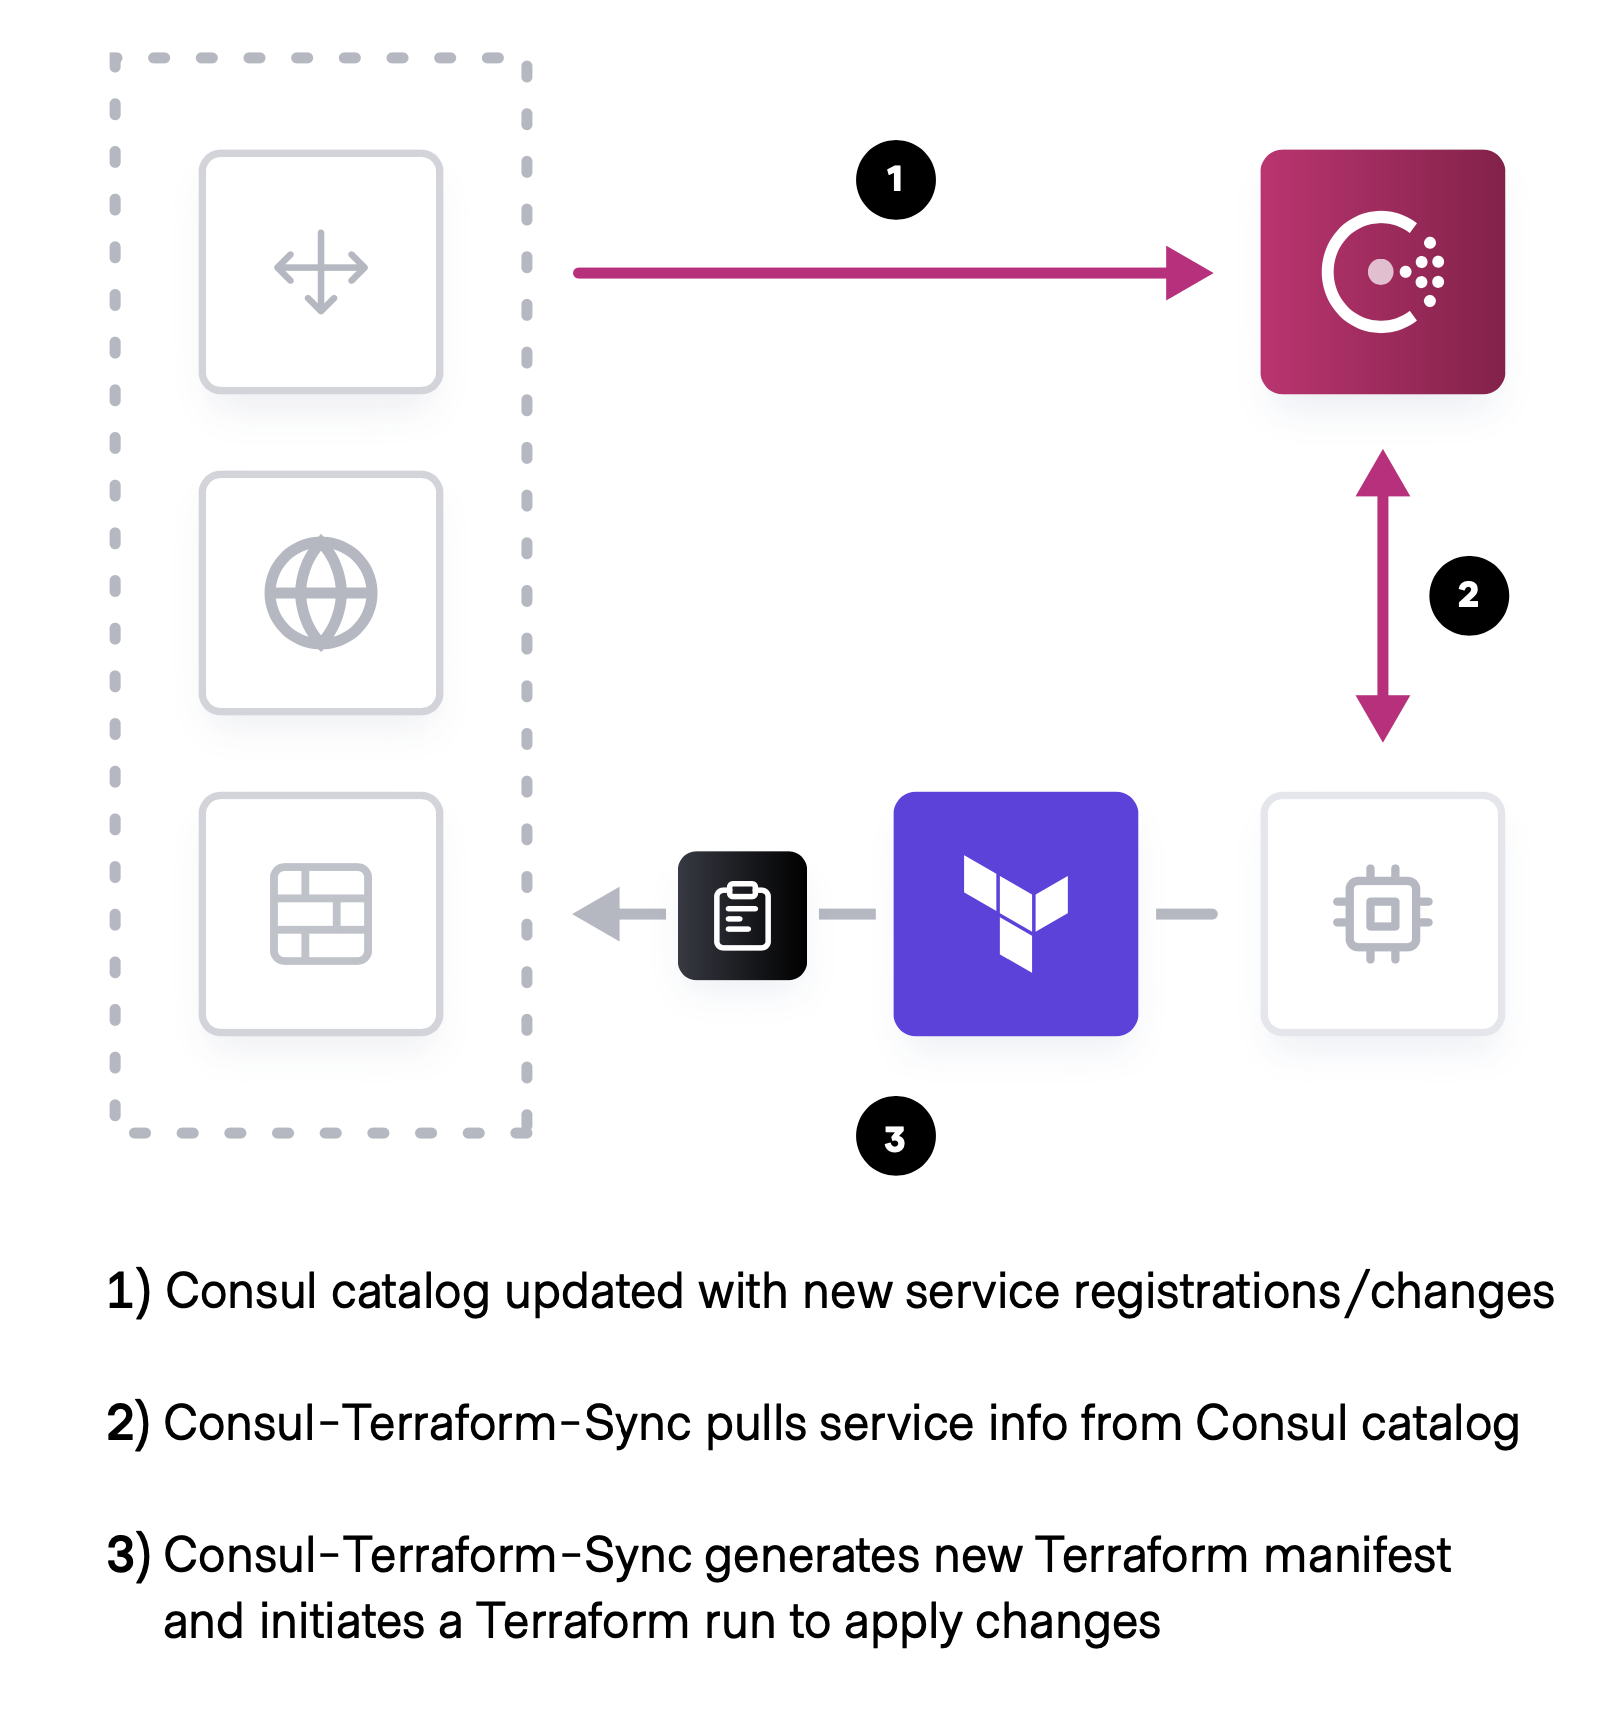 1
2
3
1) Consul catalog updated with new service registrations/changes
2) Consul-Terraform-Sync pulls service info from Consul catalog
3) Consul-Terraform-Sync generates new Terraform manifest
and initiates a Terraform run to apply changes